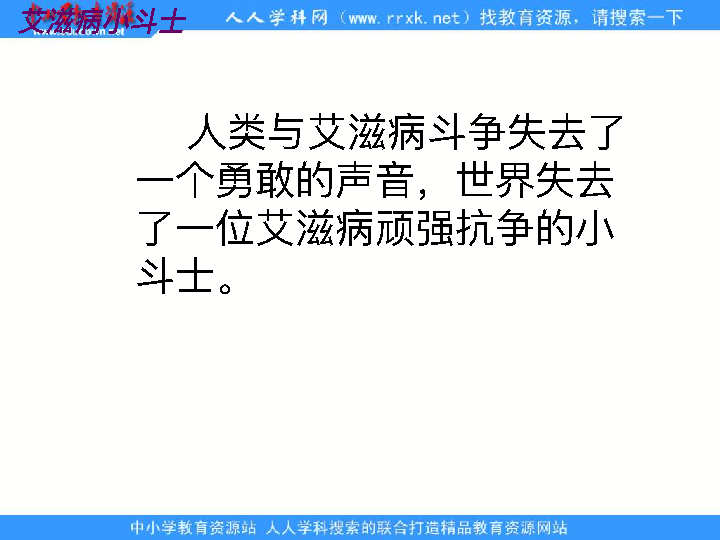 艾滋病小斗士
人人学科网（www.rrxk.net）找教育资源，请搜索一下
人类与艾滋病斗争失去了
一个勇敢的声音，世界失去
了一位艾滋病顽强抗争的小
斗士。
中小学教育资源站 人人学科搜索的联合打造精品教育资源网站